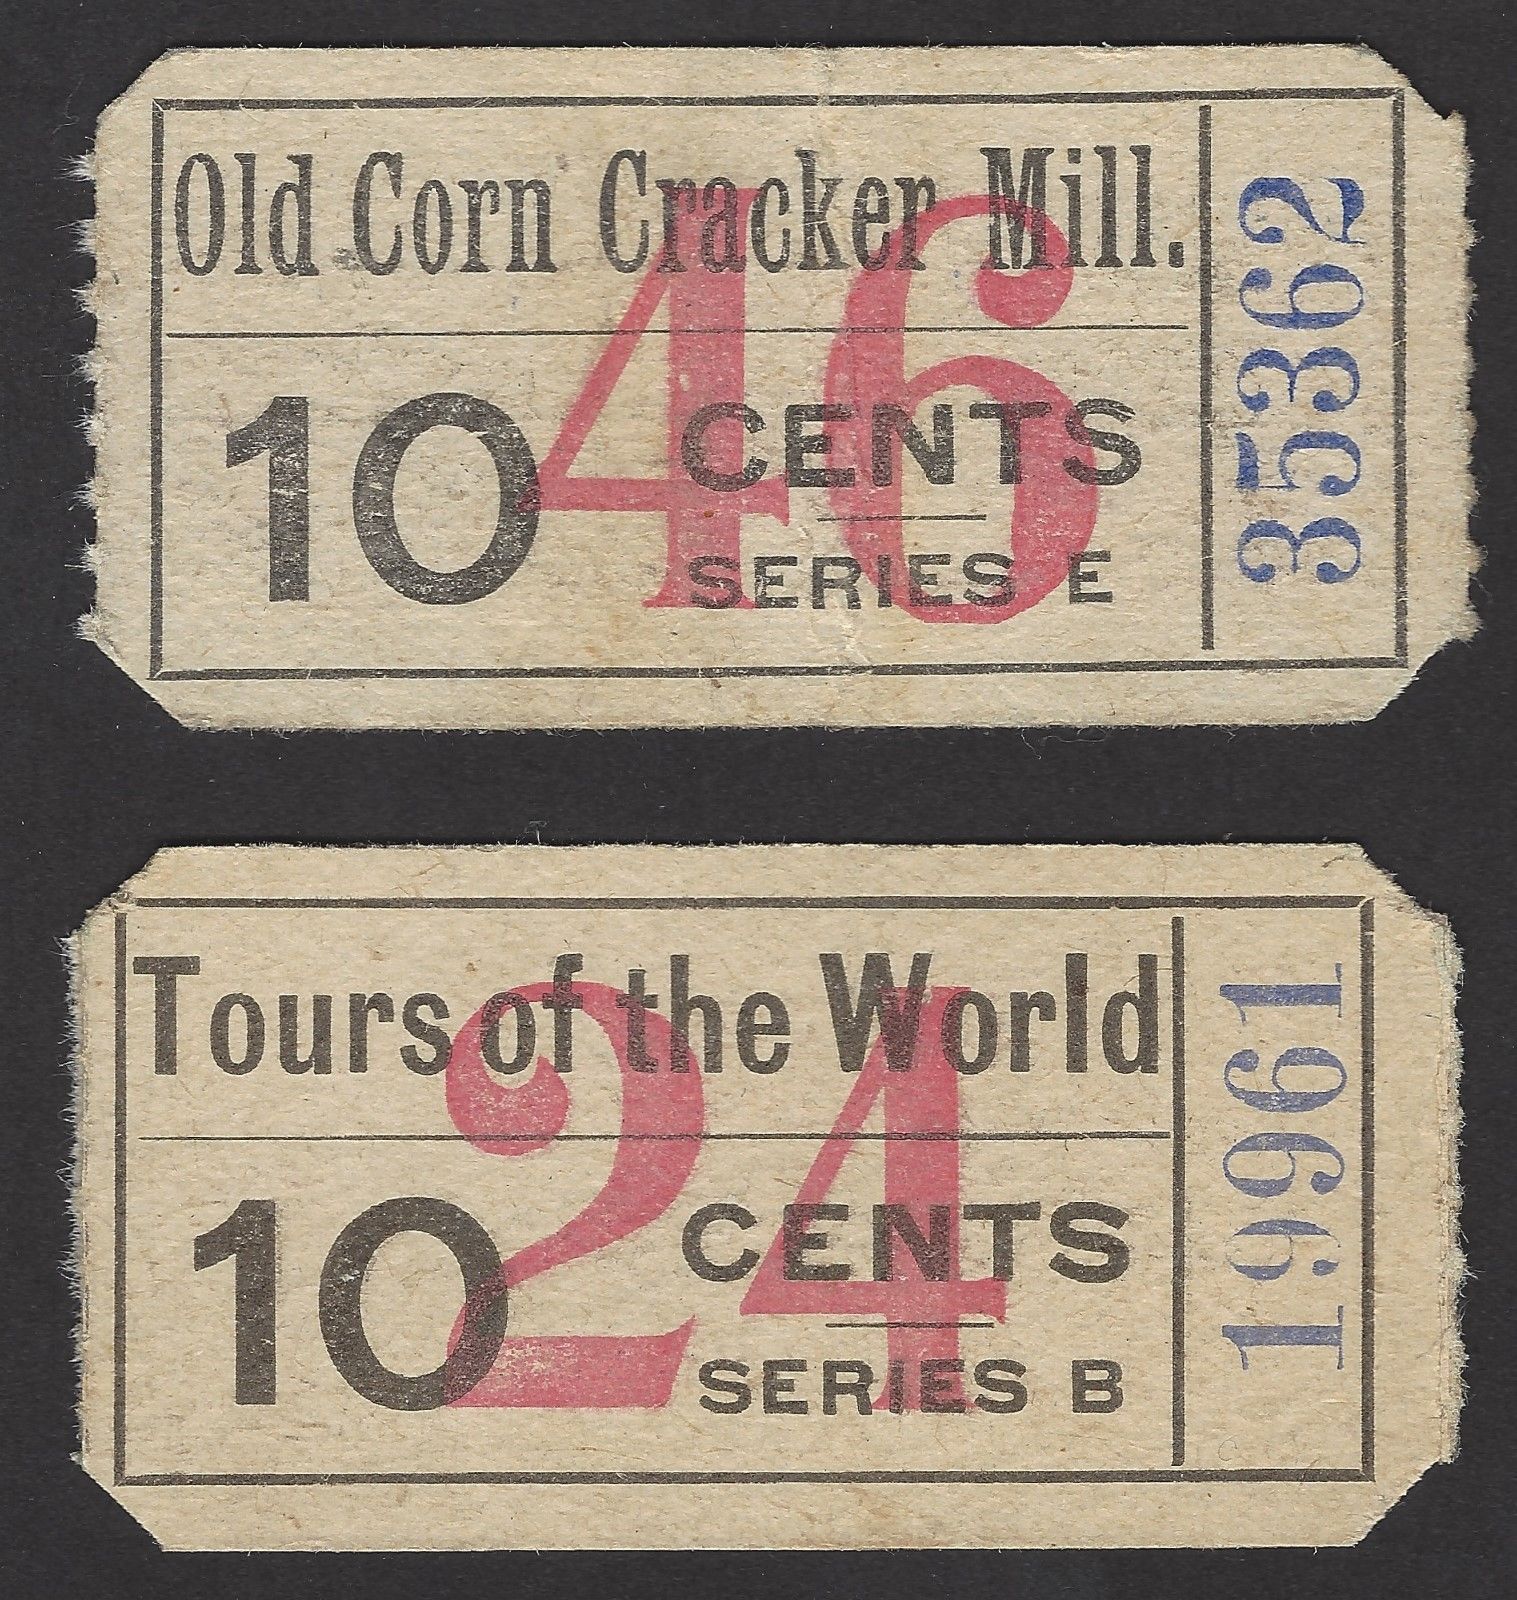 Old Corn Cracker Mill.
46
10 CENTS
SERIES E
35362
Tours of the World
24
10 CENTS
SERIES B
19961